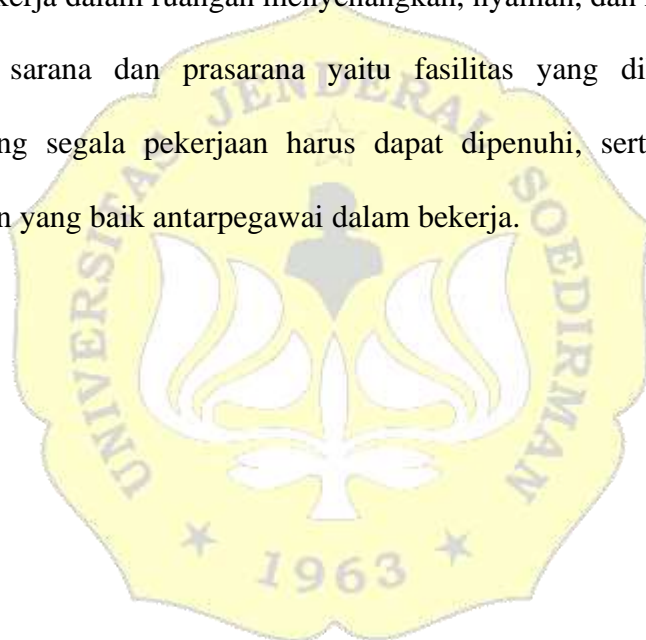 kerja dalam ruangan menyenangkan, nyaman, dan
sarana dan prasarana yaitu fasilitas yang di
ng segala pekerjaan harus dapat dipenuhi, sert
n yang baik antarpegawai dalam bekerja.
UNIVERSITAS JENDERAL SOEDIRMAN
1963